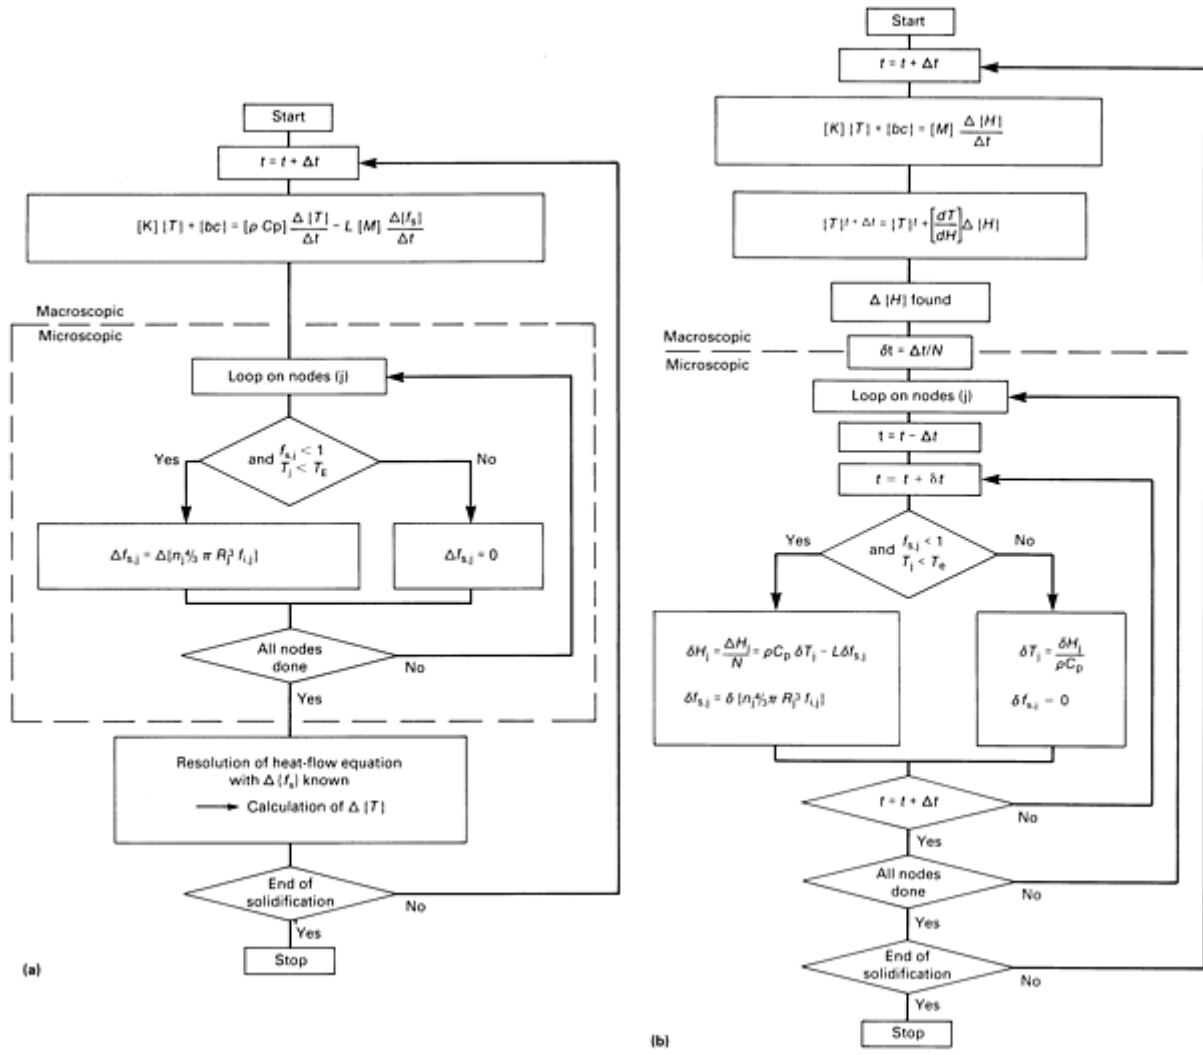 Start
t = t + Δt
[K] {T} + {bc} = [ρ Cp] Δ{T}/Δt − L [M] Δ{fs}/Δt
Macroscopic
Microscopic
Loop on nodes (j)
Yes
and fs,j < 1
Tj < TE
No
Δfs,j = Δ[nj 4/3 π Rj³ fi,j]
Δfs,j = 0
All nodes
done
No
Yes
Resolution of heat-flow equation
with Δ{fs} known
→ Calculation of Δ{T}
End of
solidification
No
Yes
Stop
(a)
Start
t = t + Δt
[K] {T} + {bc} = [M] Δ{H}/Δt
{T}t + Δt = {T}t + [dT/dH] Δ{H}
Δ{H} found
Macroscopic
Microscopic
δt = Δt/N
Loop on nodes (j)
t = t − Δt
t = t + δt
Yes
and fs,j < 1
Tj < Te
No
δHj = ΔHj/N = ρCp δTj − Lδfs,j
δfs,j = δ[nj 4/3 π Rj³ fi,j]
δTj = δHj/ρCp
δfs,j = 0
t = t + Δt
No
Yes
All nodes
done
No
Yes
End of
solidification
No
Yes
Stop
(b)